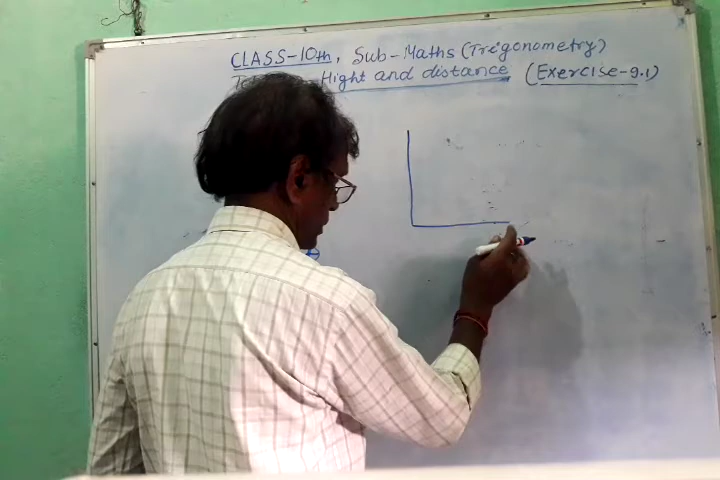 CLASS-10th, Sub-Maths (Trigonometry)
Hight and distance (Exercise-9.1)